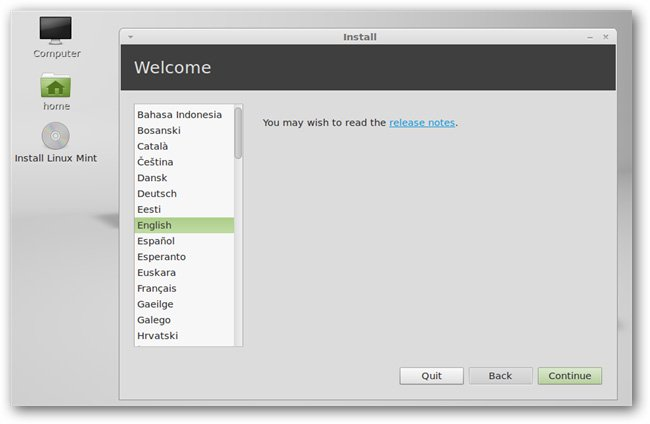 Computer
home
Install Linux Mint
Install
Welcome
Bahasa Indonesia
Bosanski
Català
Čeština
Dansk
Deutsch
Eesti
English
Español
Esperanto
Euskara
Français
Gaeilge
Galego
Hrvatski
You may wish to read the release notes.
Quit
Back
Continue